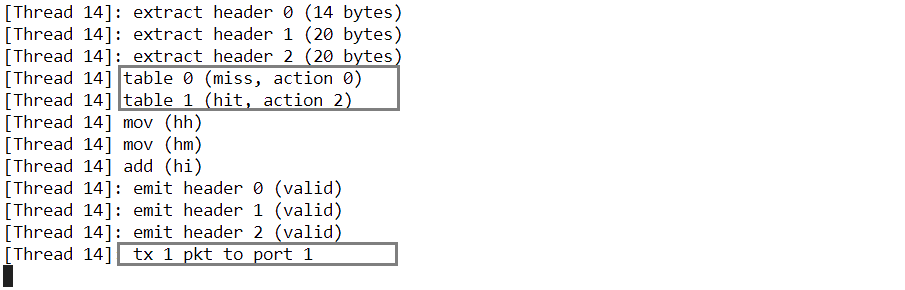 [Thread 14]: extract header 0 (14 bytes)
[Thread 14]: extract header 1 (20 bytes)
[Thread 14]: extract header 2 (20 bytes)
[Thread 14] table 0 (miss, action 0)
[Thread 14] table 1 (hit, action 2)
[Thread 14] mov (hh)
[Thread 14] mov (hm)
[Thread 14] add (hi)
[Thread 14]: emit header 0 (valid)
[Thread 14]: emit header 1 (valid)
[Thread 14]: emit header 2 (valid)
[Thread 14] tx 1 pkt to port 1